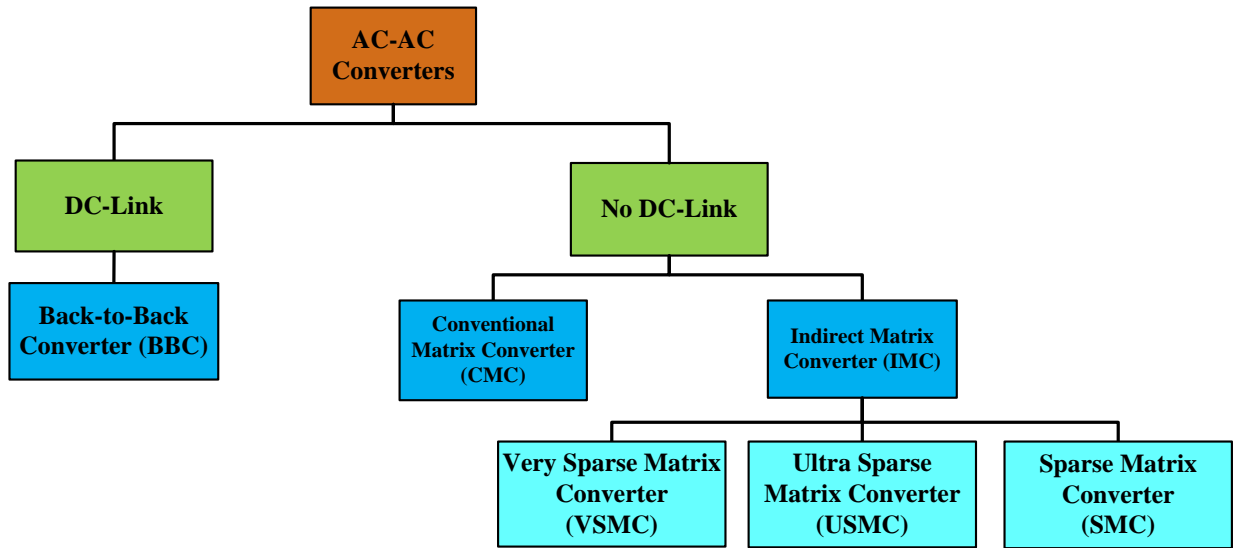 AC-AC
Converters
DC-Link
No DC-Link
Back-to-Back
Converter (BBC)
Conventional
Matrix Converter
(CMC)
Indirect Matrix
Converter (IMC)
Very Sparse Matrix
Converter
(VSMC)
Ultra Sparse
Matrix Converter
(USMC)
Sparse Matrix
Converter
(SMC)